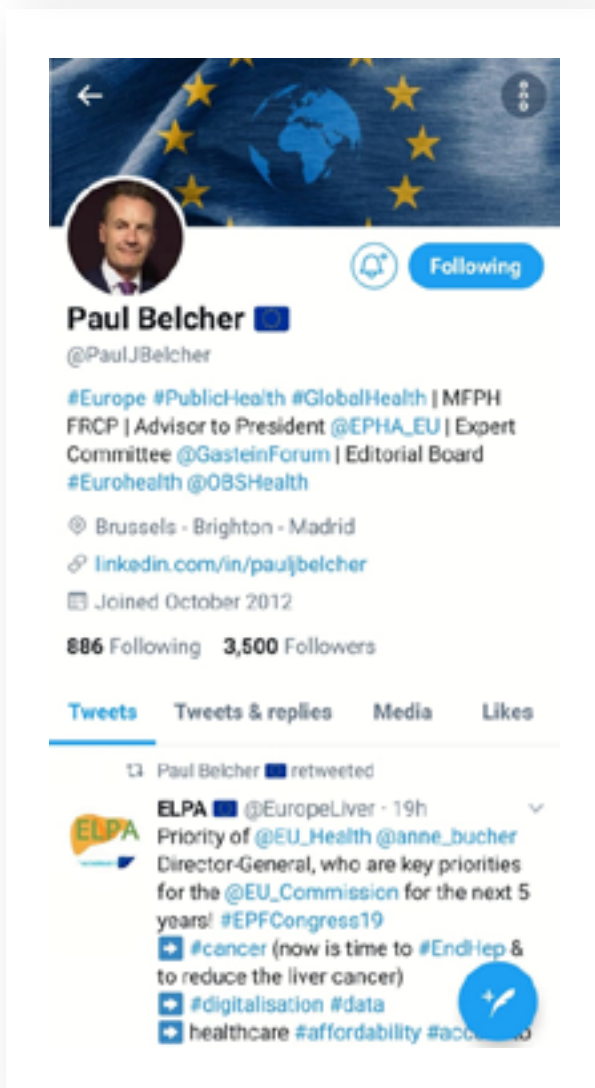 Following
Paul Belcher 🇪🇺
@PaulJBelcher
#Europe #PublicHealth #GlobalHealth | MFPH
FRCP | Advisor to President @EPHA_EU | Expert
Committee @GasteinForum | Editorial Board
#Eurohealth @OBSHealth
Brussels - Brighton - Madrid
linkedin.com/in/pauljbelcher
Joined October 2012
886 Following 3,500 Followers
Tweets Tweets & replies Media Likes
Paul Belcher 🇪🇺 retweeted
ELPA 🇪🇺 @EuropeLiver · 19h
ELPA
Priority of @EU_Health @anne_bucher
Director-General, who are key priorities
for the @EU_Commission for the next 5
years! #EPFCongress19
➡ #cancer (now is time to #EndHep &
to reduce the liver cancer)
➡ #digitalisation #data
➡ healthcare #affordability